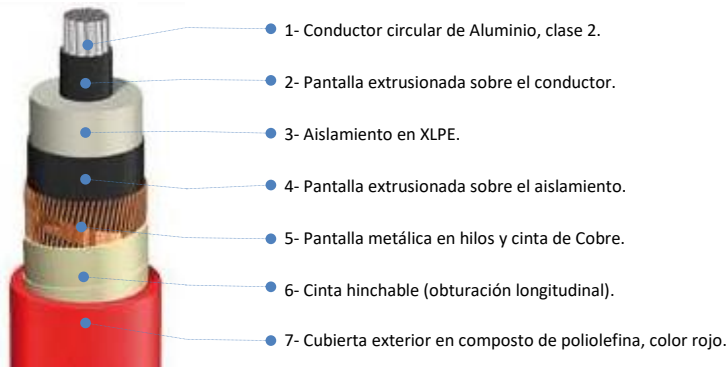 1- Conductor circular de Aluminio, clase 2.
2- Pantalla extrusionada sobre el conductor.
3- Aislamiento en XLPE.
4- Pantalla extrusionada sobre el aislamiento.
5- Pantalla metálica en hilos y cinta de Cobre.
6- Cinta hinchable (obturación longitudinal).
7- Cubierta exterior en composto de poliolefina, color rojo.